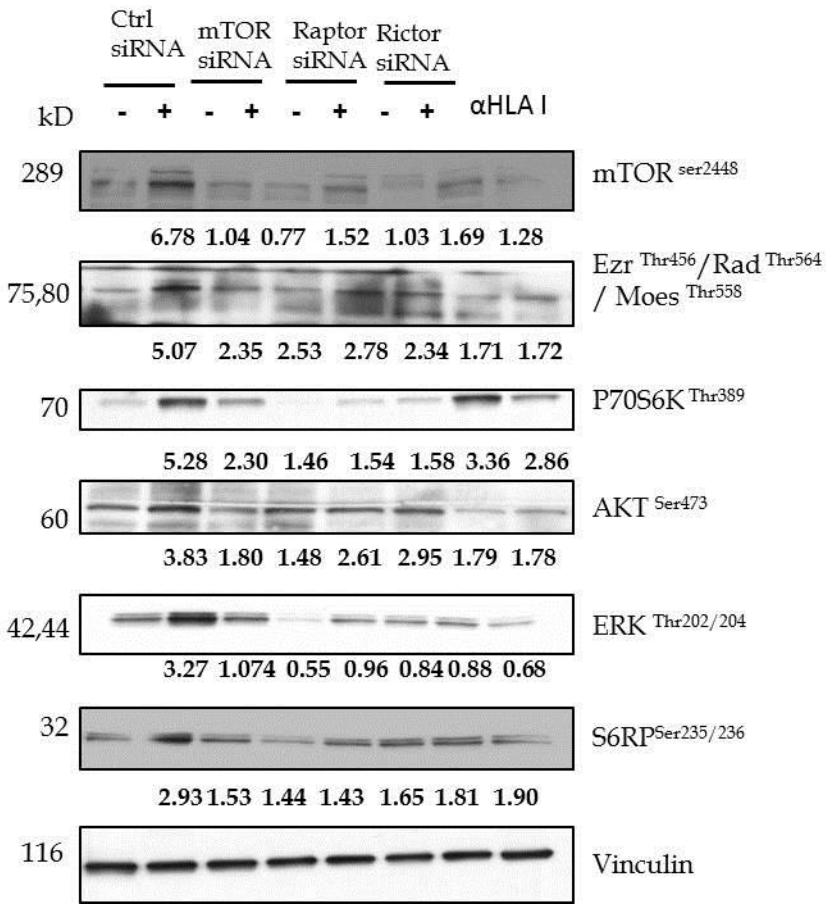 Ctrl siRNA mTOR siRNA Raptor siRNA Rictor siRNA
kD - + - + - + - + αHLA I
289 mTOR ser2448
6.78 1.04 0.77 1.52 1.03 1.69 1.28
75,80 Ezr Thr456/Rad Thr564 / Moes Thr558
5.07 2.35 2.53 2.78 2.34 1.71 1.72
70 P70S6K Thr389
5.28 2.30 1.46 1.54 1.58 3.36 2.86
60 AKT Ser473
3.83 1.80 1.48 2.61 2.95 1.79 1.78
42,44 ERK Thr202/204
3.27 1.074 0.55 0.96 0.84 0.88 0.68
32 S6RPSer235/236
2.93 1.53 1.44 1.43 1.65 1.81 1.90
116 Vinculin